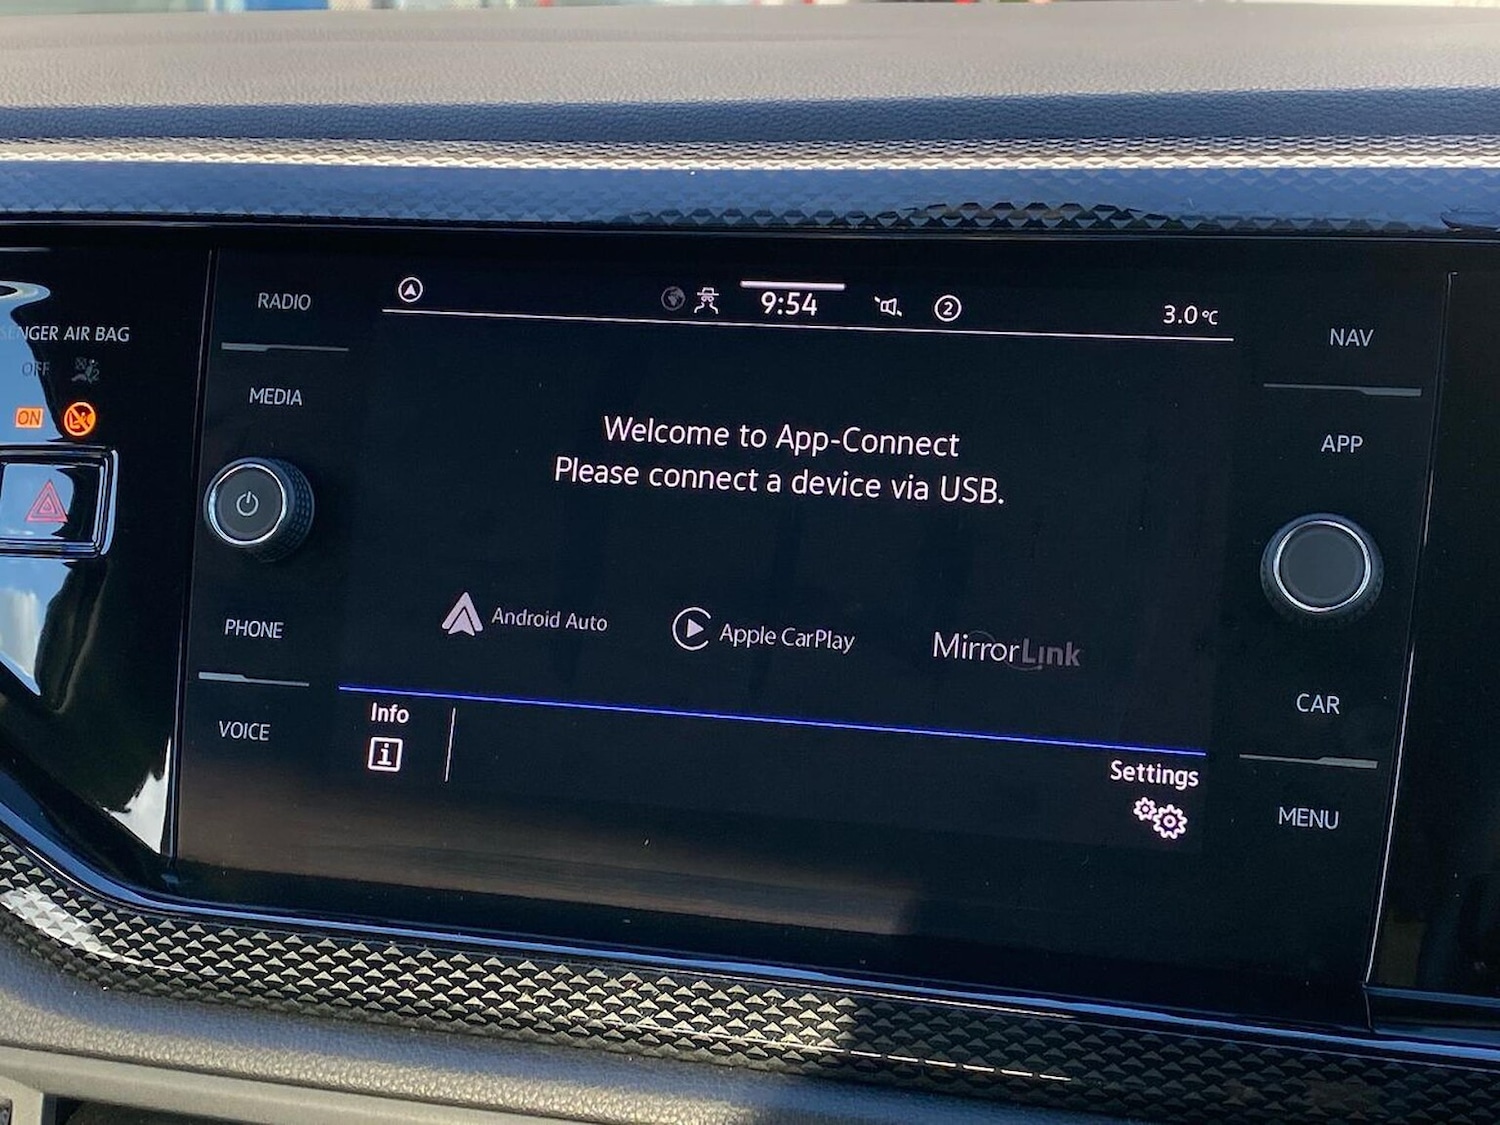 SENGER AIR BAG
OFF
ON
RADIO
MEDIA
PHONE
VOICE
9:54
2
3.0°C
Welcome to App-Connect
Please connect a device via USB.
Android Auto
Apple CarPlay
MirrorLink
Info
i
Settings
NAV
APP
CAR
MENU